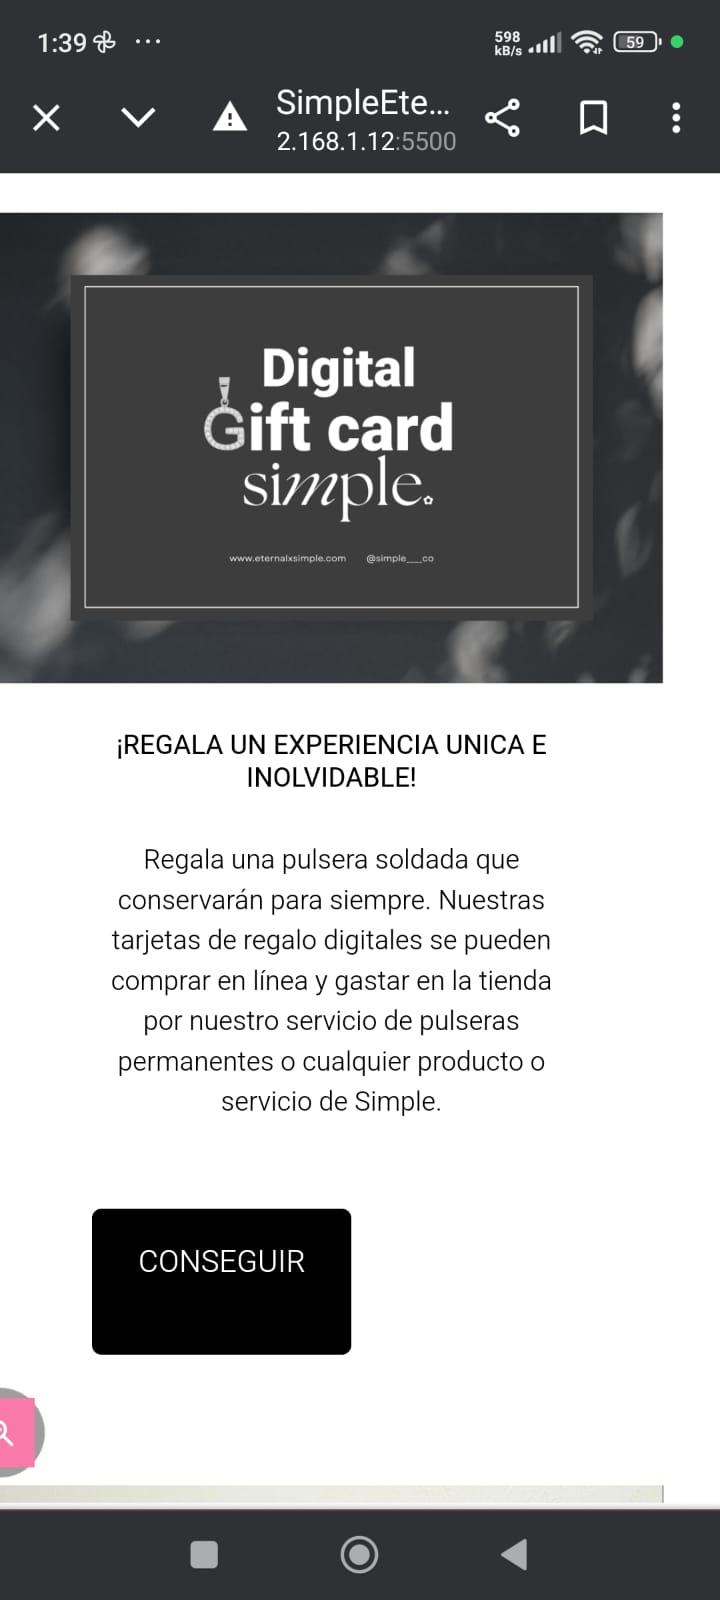 1:39
598
kB/s
59
SimpleEte...
2.168.1.12:5500
Digital
Gift card
simple.
www.eternalxsimple.com @simple___co
¡REGALA UN EXPERIENCIA UNICA E
INOLVIDABLE!
Regala una pulsera soldada que
conservarán para siempre. Nuestras
tarjetas de regalo digitales se pueden
comprar en línea y gastar en la tienda
por nuestro servicio de pulseras
permanentes o cualquier producto o
servicio de Simple.
CONSEGUIR